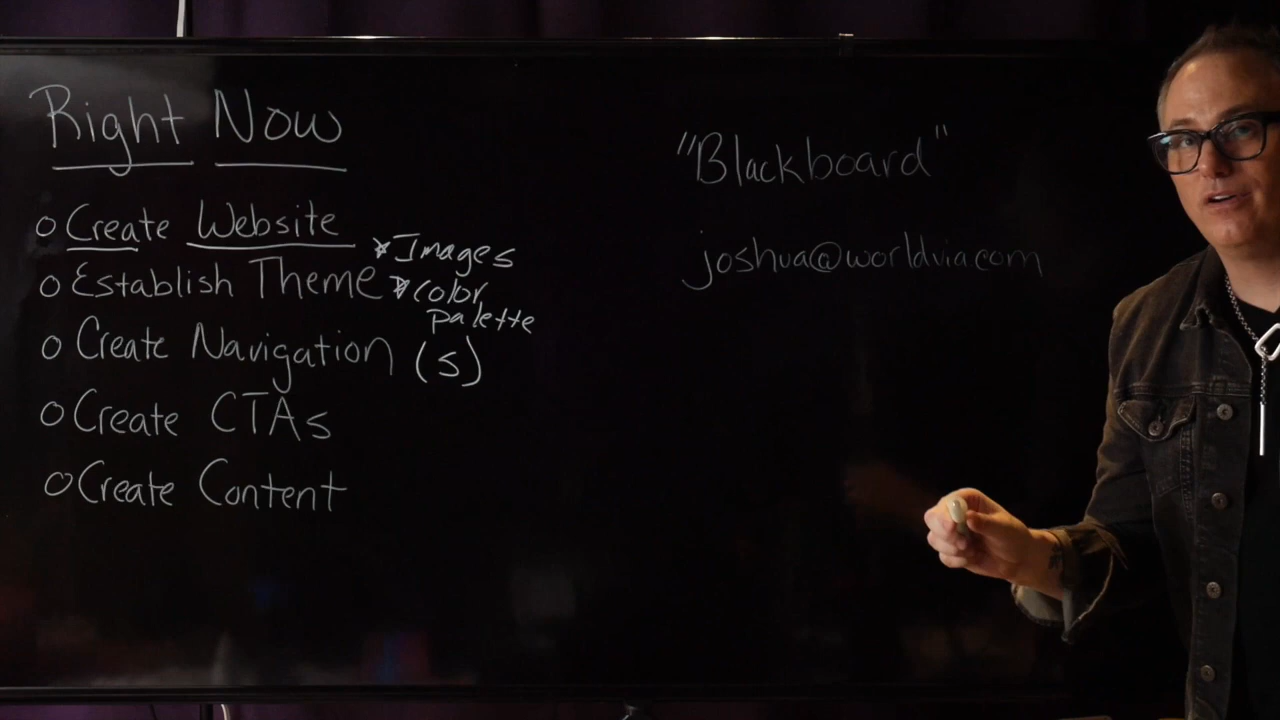 Right Now
o Create Website
* Images
o Establish Theme
* Color
palette
o Create Navigation (s)
o Create CTAs
o Create Content
"Blackboard"
joshua@worldvia.com